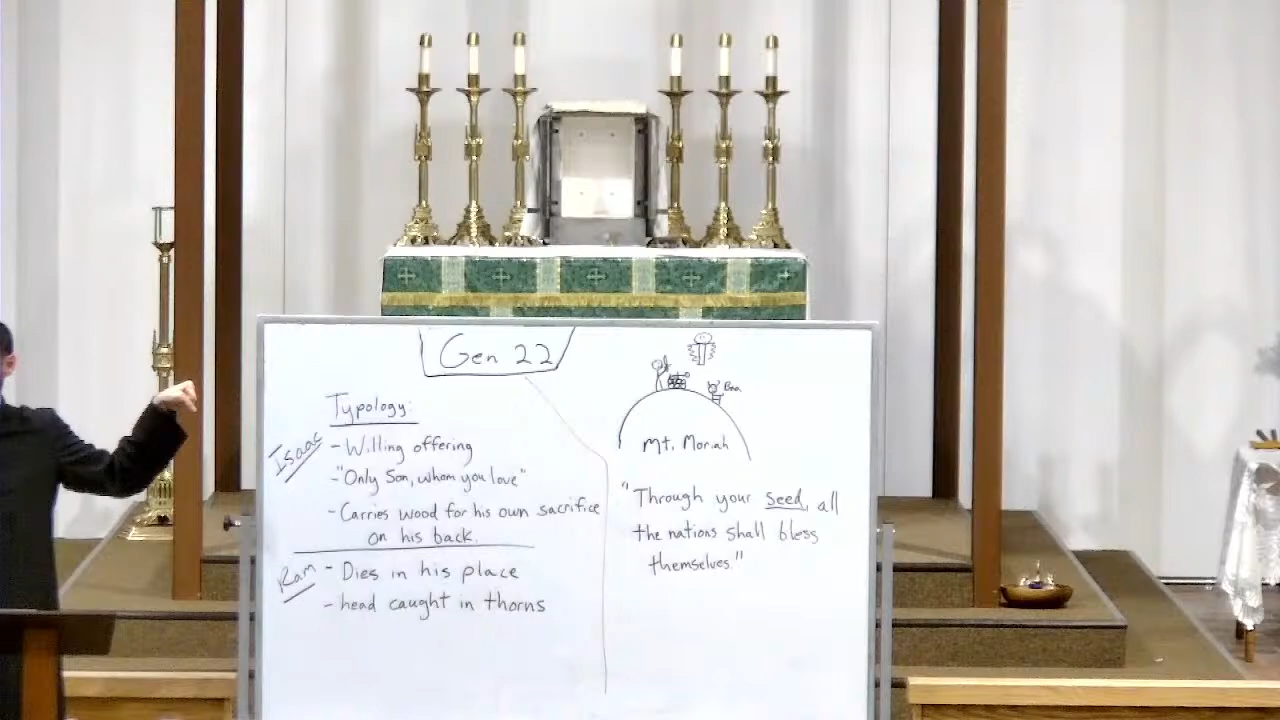 Gen 22
Typology:
Isaac
- Willing offering
- "Only Son, whom you love"
- Carries wood for his own sacrifice
on his back.
Ram
- Dies in his place
- head caught in thorns
Baa
Mt. Moriah
"Through your seed, all
the nations shall bless
themselves."